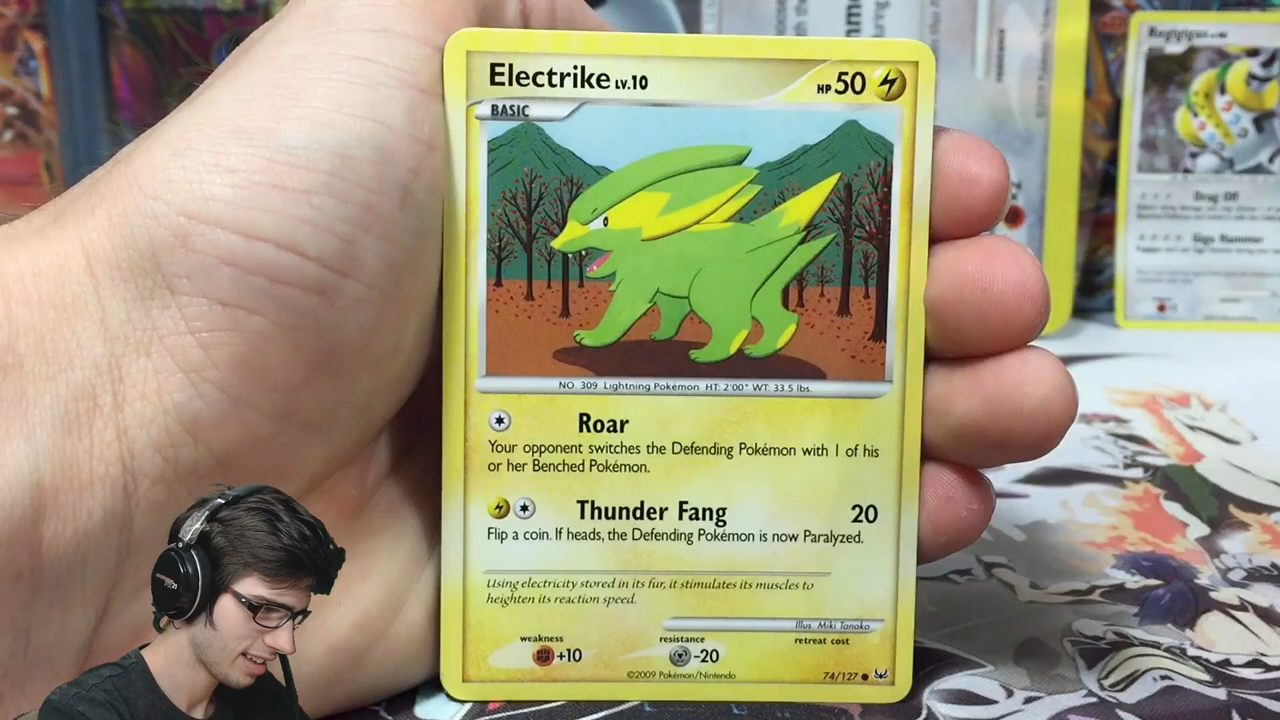 Electrike LV.10
HP 50
BASIC
NO. 309 Lightning Pokémon HT: 2'00" WT: 33.5 lbs.
Roar
Your opponent switches the Defending Pokémon with 1 of his
or her Benched Pokémon.
Thunder Fang 20
Flip a coin. If heads, the Defending Pokémon is now Paralyzed.
Using electricity stored in its fur, it stimulates its muscles to
heighten its reaction speed.
Illus. Miki Tanaka
weakness
+10
resistance
-20
retreat cost
©2009 Pokémon/Nintendo
74/127
Regigigas
Drag Off
Giga Hammer